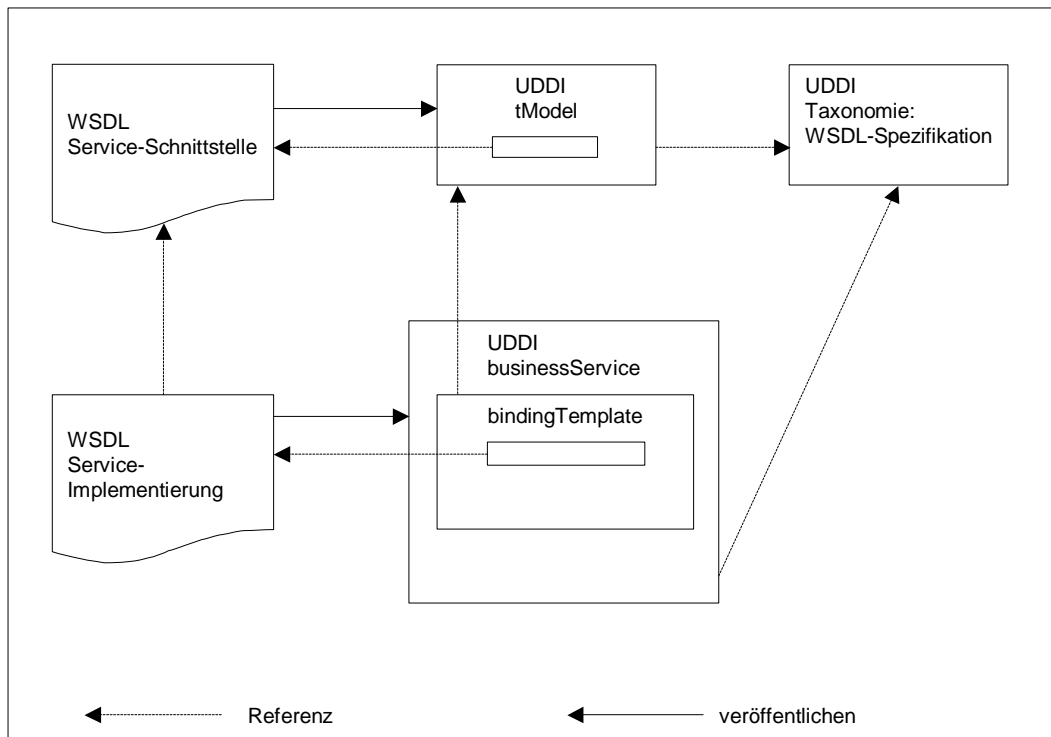 WSDL
Service-Schnittstelle
UDDI
tModel
UDDI
Taxonomie:
WSDL-Spezifikation
WSDL
Service-
Implementierung
UDDI
businessService
bindingTemplate
Referenz
veröffentlichen